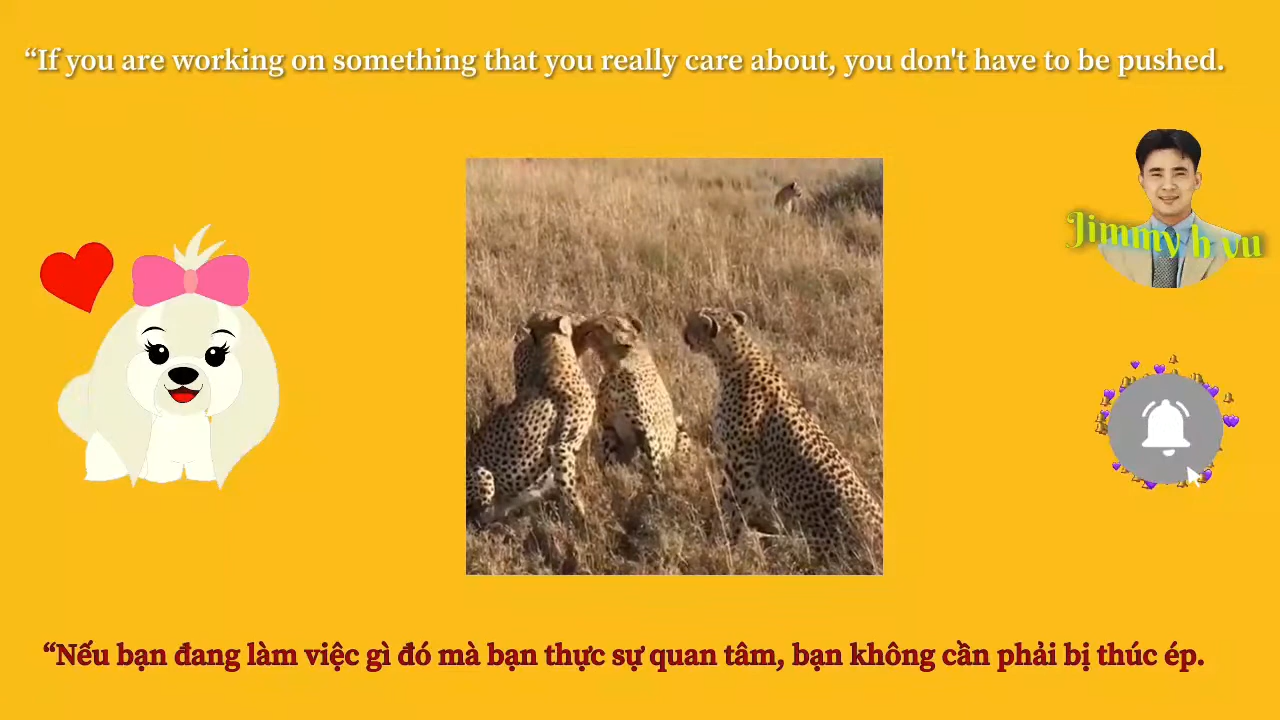 “If you are working on something that you really care about, you don't have to be pushed.
Jimmy h vu
“Nếu bạn đang làm việc gì đó mà bạn thực sự quan tâm, bạn không cần phải bị thúc ép.